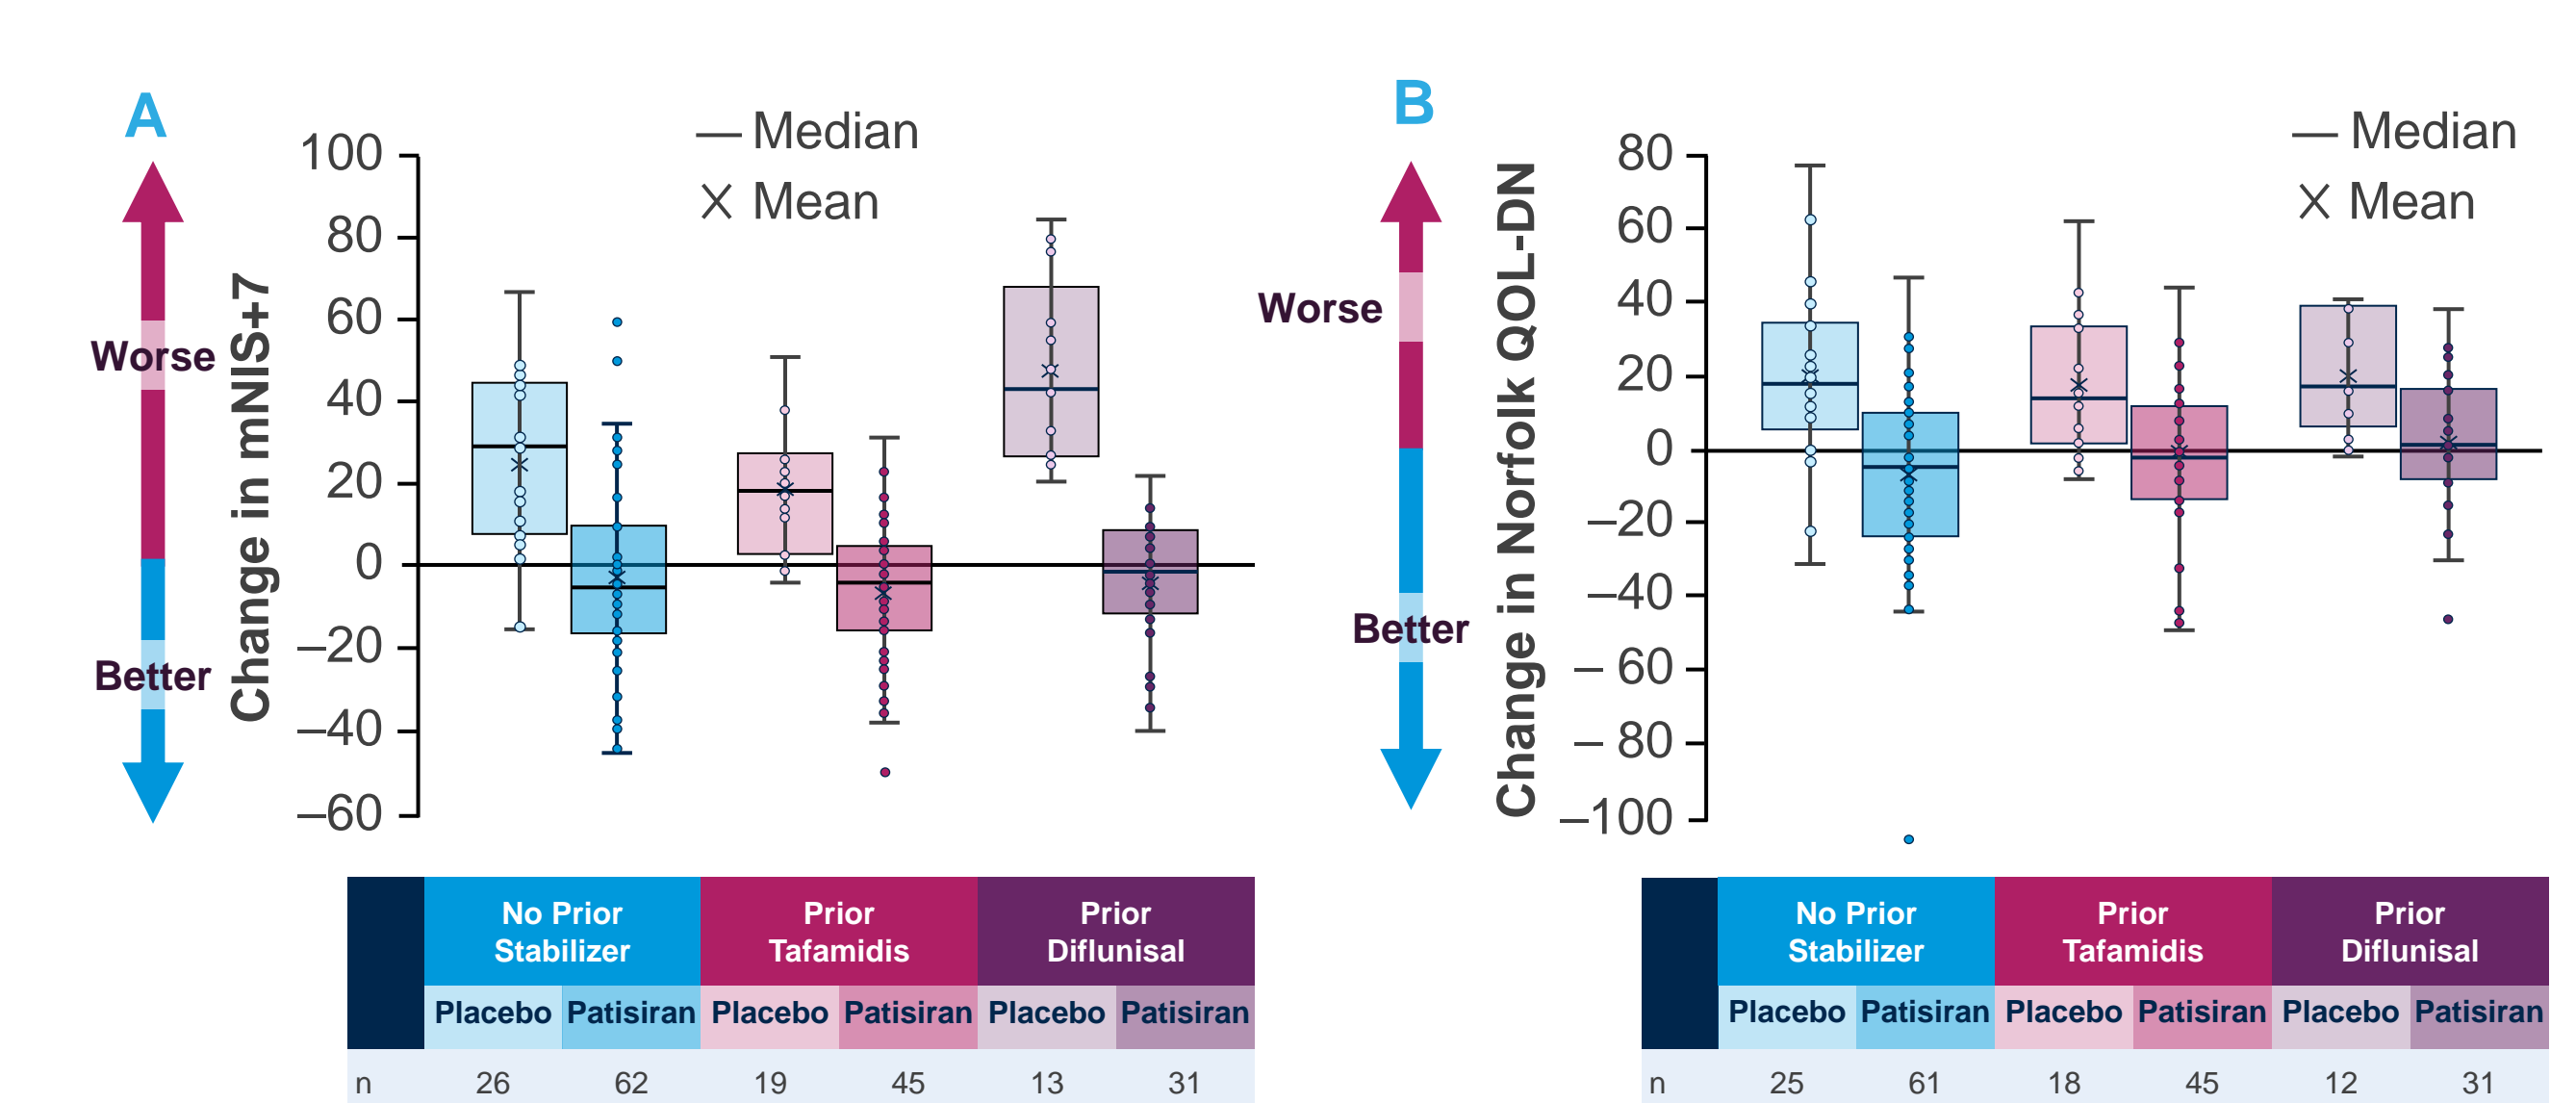 A
Worse
Better
Change in mNIS+7
— Median
× Mean
100
80
60
40
20
0
–20
–40
–60
No Prior Stabilizer
Prior Tafamidis
Prior Diflunisal
Placebo Patisiran Placebo Patisiran Placebo Patisiran
n 26 62 19 45 13 31
B
Worse
Better
Change in Norfolk QOL-DN
— Median
× Mean
80
60
40
20
0
–20
–40
– 60
– 80
–100
No Prior Stabilizer
Prior Tafamidis
Prior Diflunisal
Placebo Patisiran Placebo Patisiran Placebo Patisiran
n 25 61 18 45 12 31